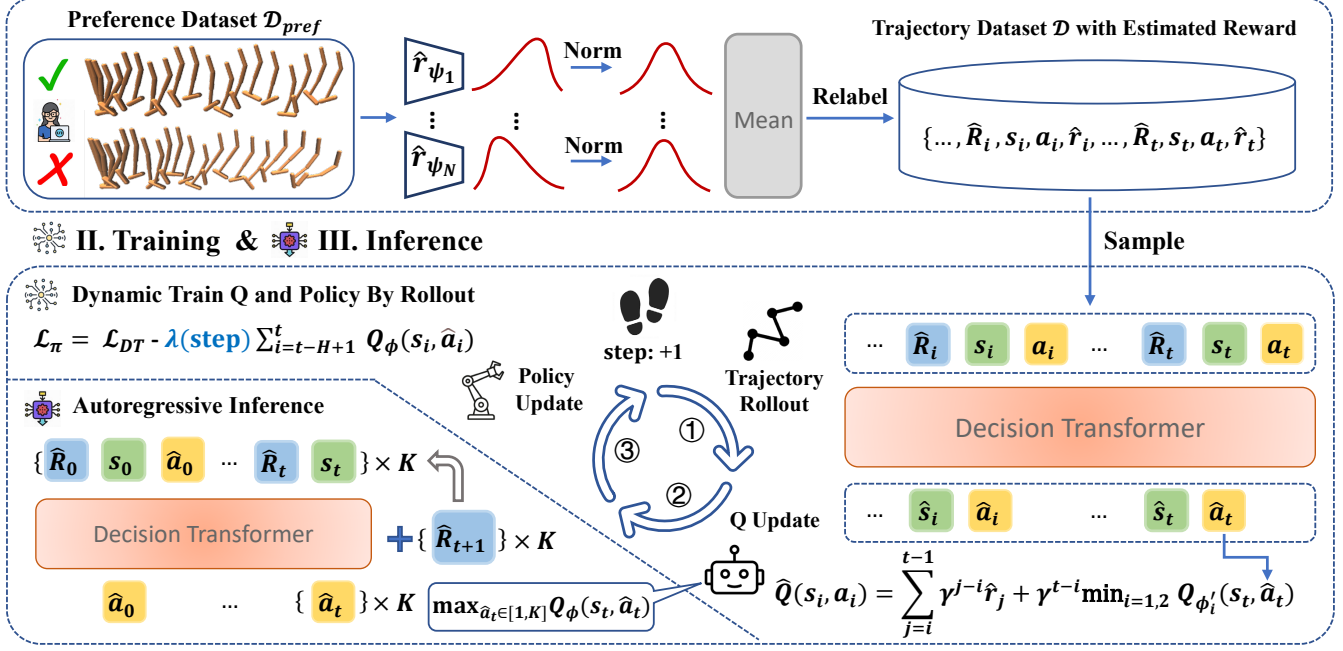 Preference Dataset 𝒟_pref
r̂_ψ₁
⋮
r̂_ψ_N
Norm
⋮
⋮
Norm
Mean
Relabel
Trajectory Dataset 𝒟 with Estimated Reward
{..., R̂_i, s_i, a_i, r̂_i, ..., R̂_t, s_t, a_t, r̂_t}
II. Training & III. Inference
Sample
Dynamic Train Q and Policy By Rollout
ℒ_π = ℒ_DT - λ(step) ∑_{i=t-H+1}^{t} Q_ϕ(s_i, â_i)
step: +1
Trajectory
Rollout
Policy
Update
①
②
③
Q Update
... R̂_i s_i a_i ... R̂_t s_t a_t
Decision Transformer
... ŝ_i â_i ... ŝ_t â_t
Q̂(s_i, a_i) = ∑_{j=i}^{t-1} γ^{j-i} r̂_j + γ^{t-i} min_{i=1,2} Q_{ϕ'_i}(s_t, â_t)
Autoregressive Inference
{ R̂_0 s_0 â_0 ... R̂_t s_t } × K
Decision Transformer
+ { R̂_{t+1} } × K
â_0 ... { â_t } × K
max_{â_t∈[1,K]} Q_ϕ(s_t, â_t)